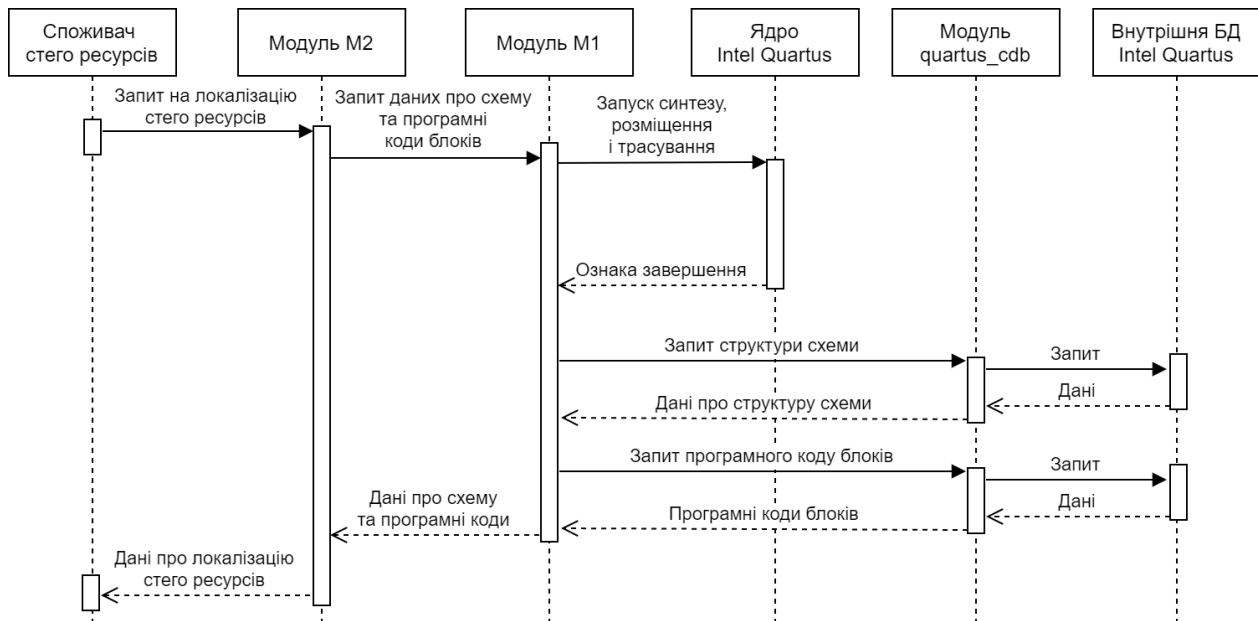 Споживач
стего ресурсів
Модуль М2
Модуль М1
Ядро
Intel Quartus
Модуль
quartus_cdb
Внутрішня БД
Intel Quartus
Запит на локалізацію
стего ресурсів
Запит даних про схему
та програмні
коди блоків
Запуск синтезу,
розміщення
і трасування
Ознака завершення
Запит структури схеми
Запит
Дані
Дані про структуру схеми
Запит програмного коду блоків
Запит
Дані
Програмні коди блоків
Дані про схему
та програмні коди
Дані про локалізацію
стего ресурсів